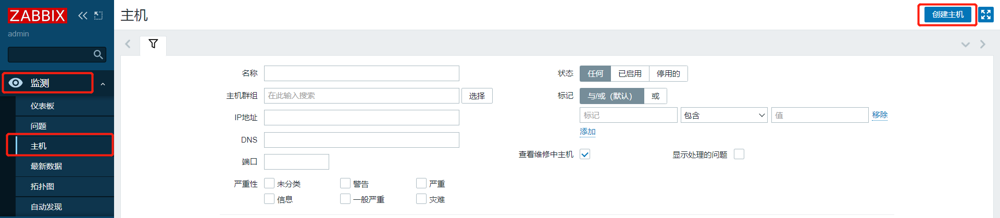 ZABBIX
admin
监测
仪表板
问题
主机
最新数据
拓扑图
自动发现
主机
创建主机
名称
主机群组 在此输入搜索 选择
IP地址
DNS
端口
严重性 未分类 警告 严重
信息 一般严重 灾难
状态 任何 已启用 停用的
标记 与/或（默认） 或
标记 包含 值 移除
添加
查看维修中主机 显示处理的问题